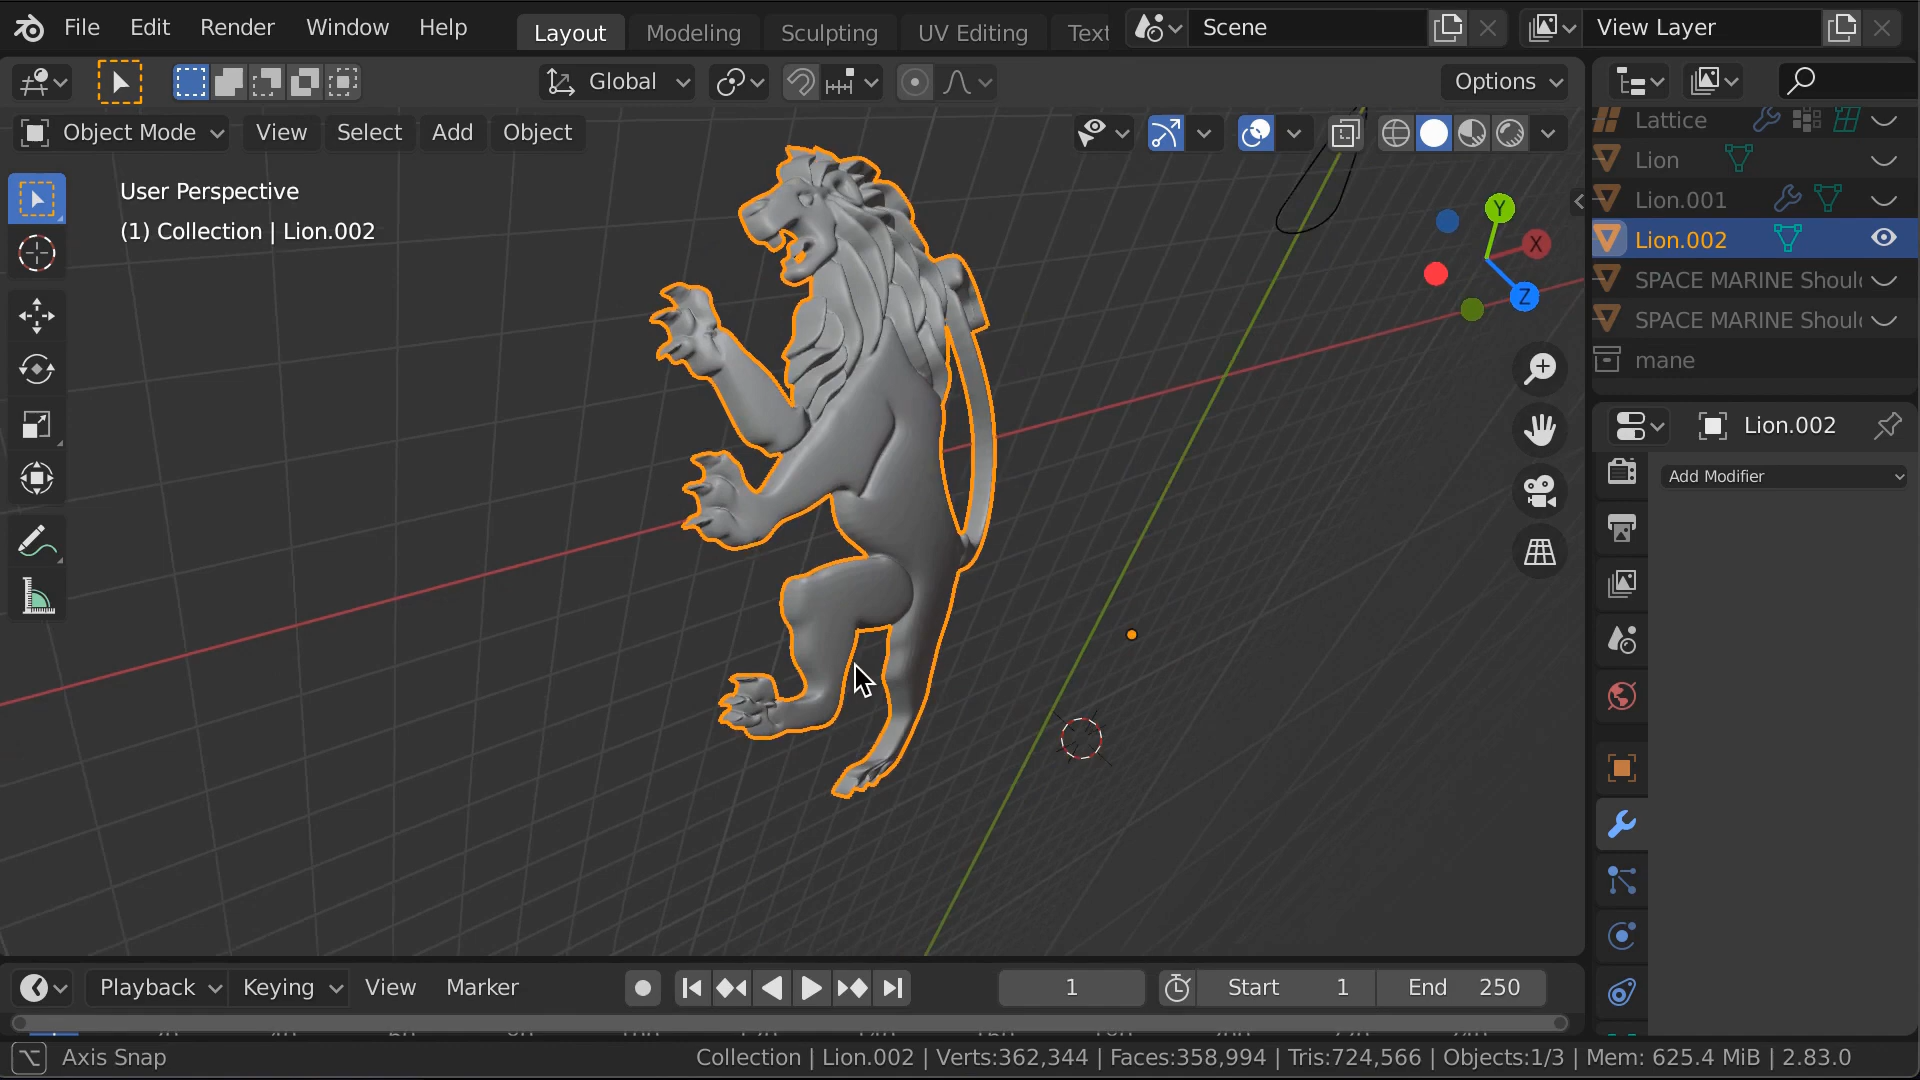 File Edit Render Window Help Layout Modeling Sculpting UV Editing Text Scene View Layer
Global Options
Object Mode View Select Add Object
User Perspective
(1) Collection | Lion.002
Y
X
Z
Lattice
Lion
Lion.001
Lion.002
SPACE MARINE Should
SPACE MARINE Should
mane
Lion.002
Add Modifier
Playback Keying View Marker 1 Start 1 End 250
Axis Snap Collection | Lion.002 | Verts:362,344 | Faces:358,994 | Tris:724,566 | Objects:1/3 | Mem: 625.4 MiB | 2.83.0